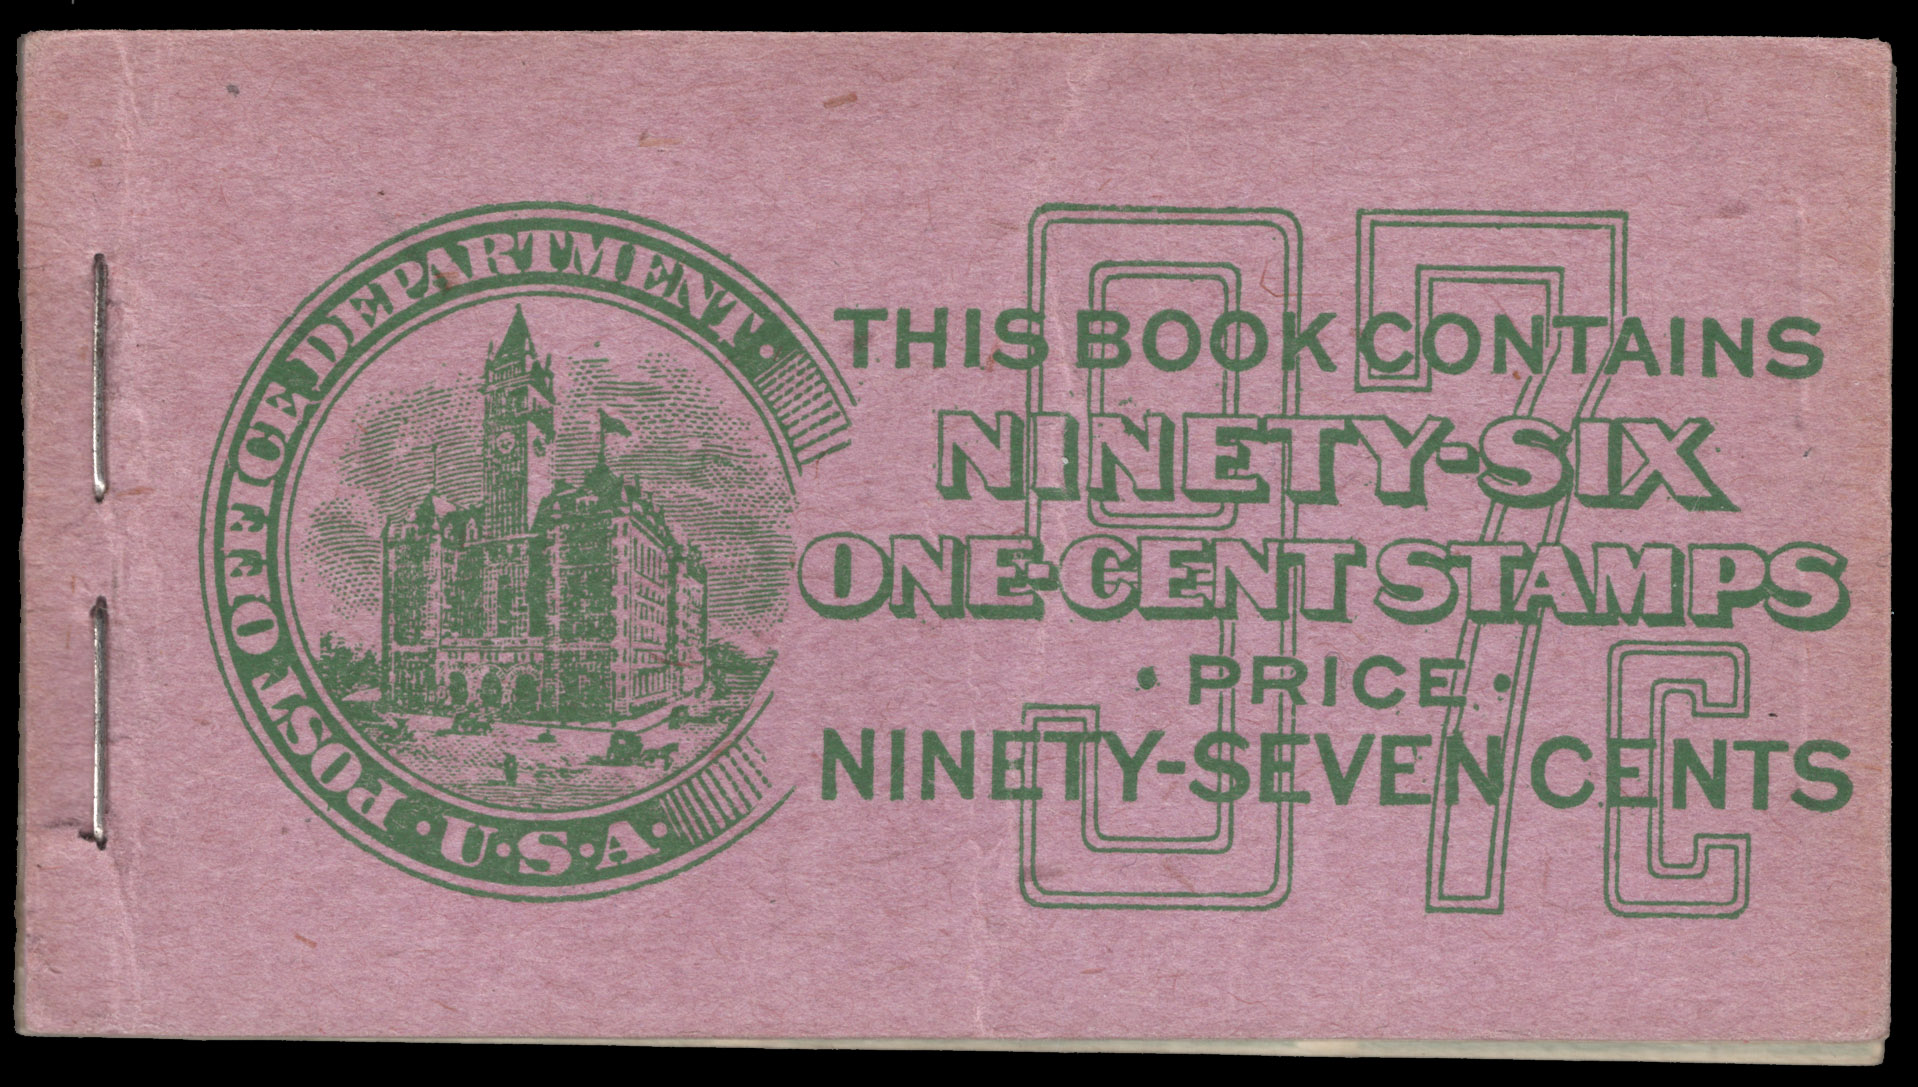 POST OFFICE DEPARTMENT · U·S·A·
97c
THIS BOOK CONTAINS
NINETY-SIX
ONE-CENT STAMPS
· PRICE ·
NINETY-SEVEN CENTS